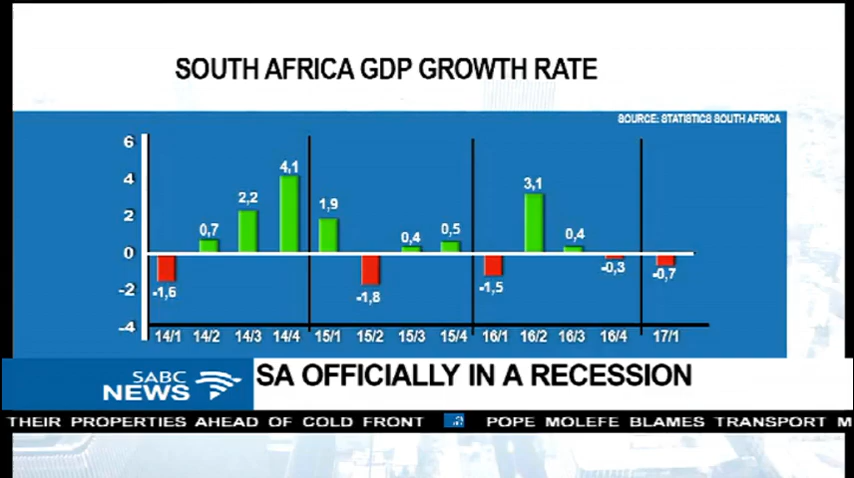 SOUTH AFRICA GDP GROWTH RATE
SOURCE: STATISTICS SOUTH AFRICA
6
4
2
0
-2
-4
-1,6
0,7
2,2
4,1
1,9
-1,8
0,4
0,5
-1,5
3,1
0,4
-0,3
-0,7
14/1 14/2 14/3 14/4 15/1 15/2 15/3 15/4 16/1 16/2 16/3 16/4 17/1
SABC
NEWS
SA OFFICIALLY IN A RECESSION
THEIR PROPERTIES AHEAD OF COLD FRONT POPE MOLEFE BLAMES TRANSPORT M